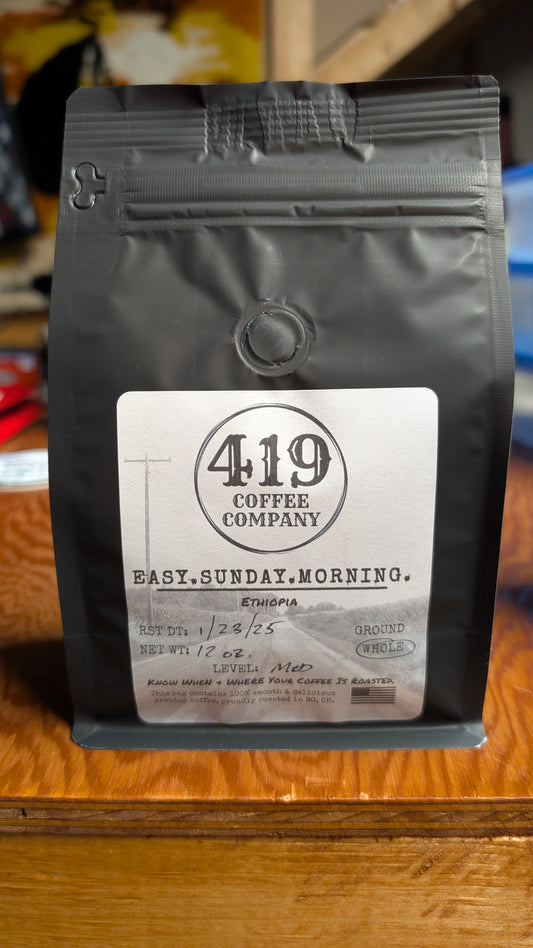 419
COFFEE
COMPANY
EASY.SUNDAY.MORNING.
ETHIOPIA
RST DT: 1/23/25
GROUND
NET WT: 12 oz.
WHOLE
LEVEL: MED
KNOW WHEN + WHERE YOUR COFFEE IS ROASTED.
This bag contains 100% smooth & delicious
arabica coffee, proudly roasted in BG, OH.